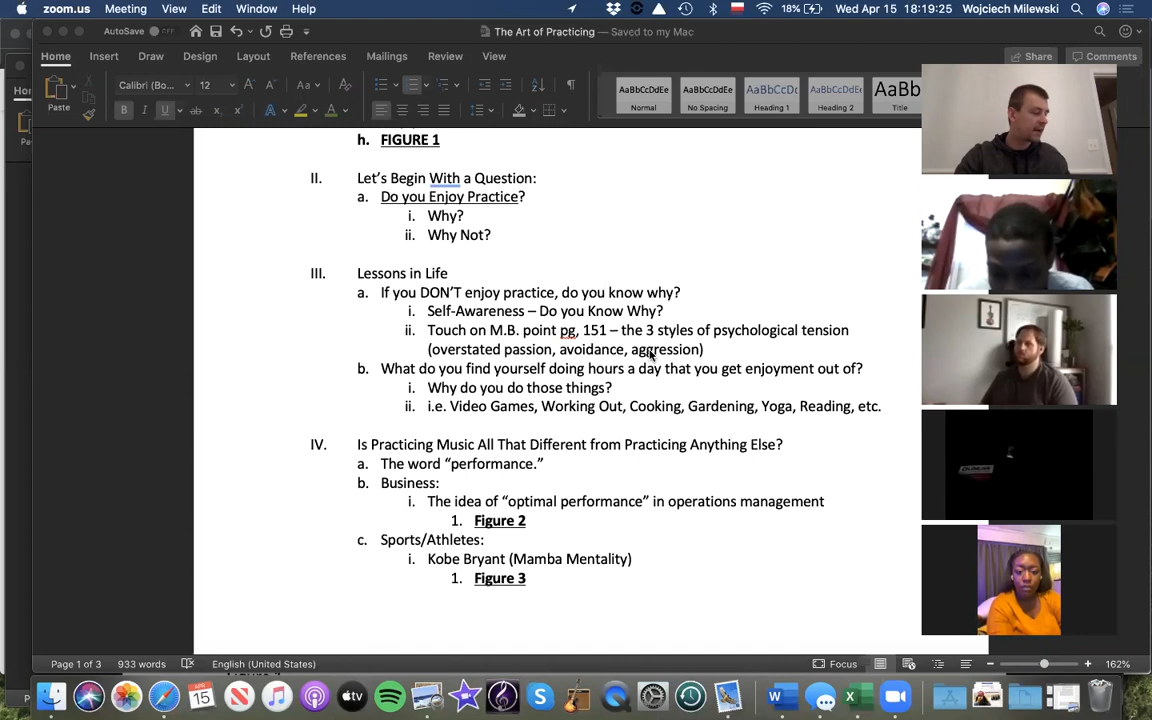 zoom.us Meeting View Edit Window Help 18% Wed Apr 15 18:19:25 Wojciech Milewski
AutoSave OFF The Art of Practicing — Saved to my Mac
Home Insert Draw Design Layout References Mailings Review View Share Comments
Calibri (Bo... 12
Paste
AaBbCcDdEe AaBbCcDdEe AaBbCcDdEe AaBbCcDdEe AaBb
Normal No Spacing Heading 1 Heading 2 Title
h. FIGURE 1
II. Let's Begin With a Question:
a. Do you Enjoy Practice?
i. Why?
ii. Why Not?
III. Lessons in Life
a. If you DON'T enjoy practice, do you know why?
i. Self-Awareness – Do you Know Why?
ii. Touch on M.B. point pg, 151 – the 3 styles of psychological tension
(overstated passion, avoidance, aggression)
b. What do you find yourself doing hours a day that you get enjoyment out of?
i. Why do you do those things?
ii. i.e. Video Games, Working Out, Cooking, Gardening, Yoga, Reading, etc.
IV. Is Practicing Music All That Different from Practicing Anything Else?
a. The word “performance.”
b. Business:
i. The idea of “optimal performance” in operations management
1. Figure 2
c. Sports/Athletes:
i. Kobe Bryant (Mamba Mentality)
1. Figure 3
Page 1 of 3 933 words English (United States) Focus 162%
APR
15
tv